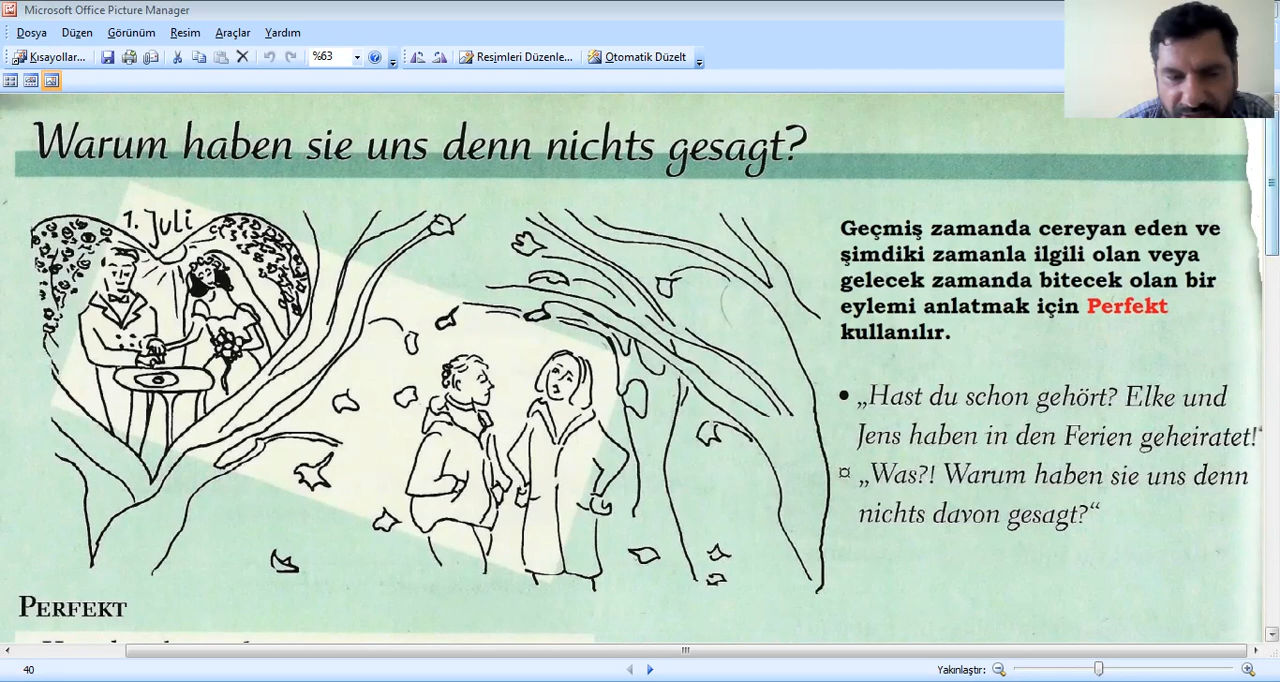 Microsoft Office Picture Manager
Dosya Düzen Görünüm Resim Araçlar Yardım
Kısayollar... %63 Resimleri Düzenle... Otomatik Düzelt
Warum haben sie uns denn nichts gesagt?
1. Juli
Geçmiş zamanda cereyan eden ve
şimdiki zamanla ilgili olan veya
gelecek zamanda bitecek olan bir
eylemi anlatmak için Perfekt
kullanılır.
• „Hast du schon gehört? Elke und
Jens haben in den Ferien geheiratet!“
¤ „Was?! Warum haben sie uns denn
nichts davon gesagt?“
PERFEKT
40
Yakınlaştır: